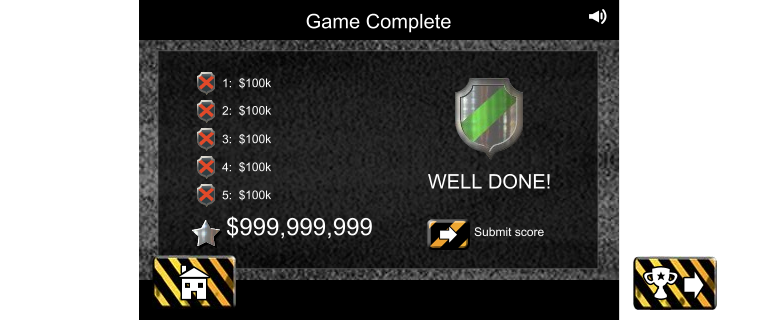 Game Complete
1: $100k
2: $100k
3: $100k
4: $100k
5: $100k
$999,999,999
WELL DONE!
Submit score